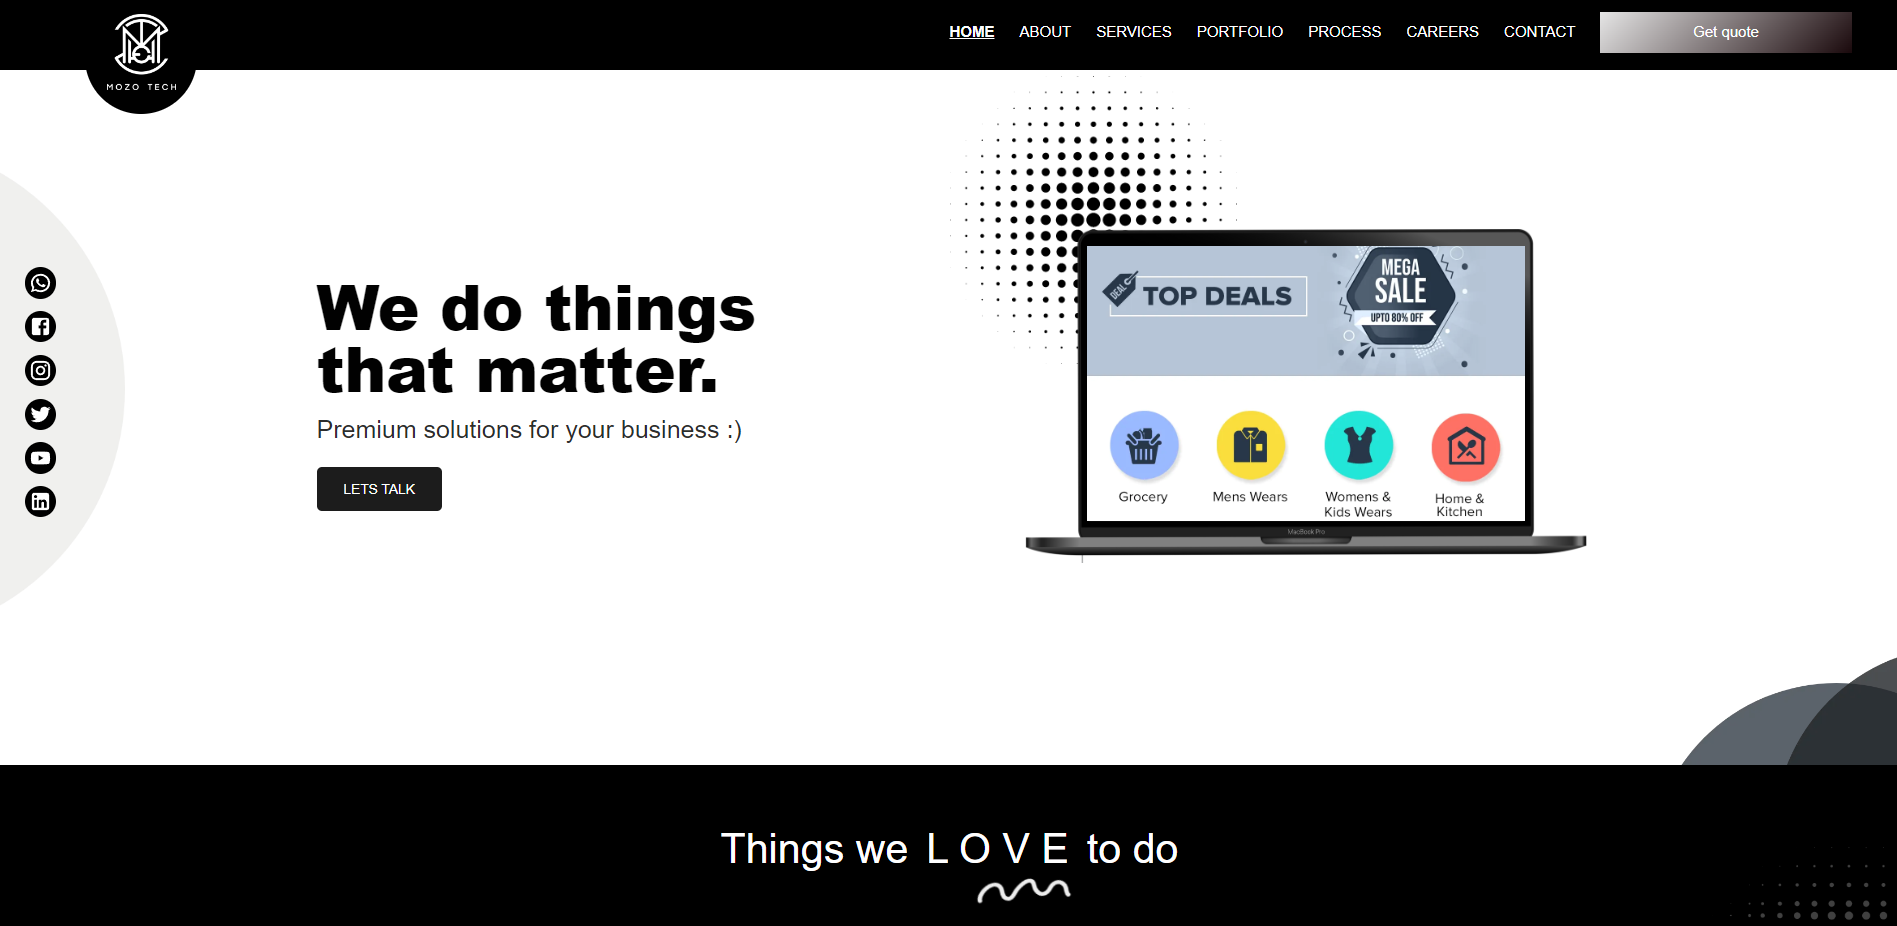 MOZO TECH
HOME ABOUT SERVICES PORTFOLIO PROCESS CAREERS CONTACT Get quote
We do things
that matter.
Premium solutions for your business :)
LETS TALK
DEAL
TOP DEALS
MEGA
SALE
UPTO 80% OFF
Grocery
Mens Wears
Womens &
Kids Wears
Home &
Kitchen
MacBook Pro
Things we L O V E to do